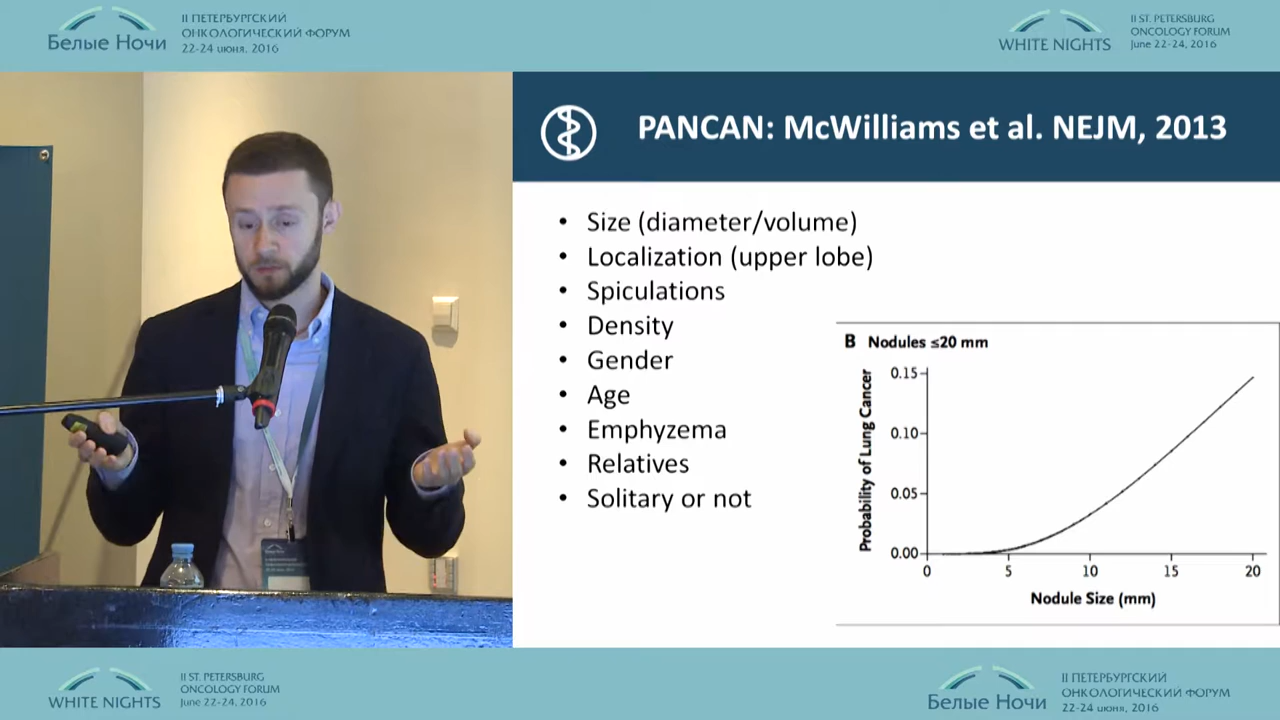 Белые Ночи
II ПЕТЕРБУРГСКИЙ
ОНКОЛОГИЧЕСКИЙ ФОРУМ
22-24 июня, 2016
WHITE NIGHTS
II ST. PETERSBURG
ONCOLOGY FORUM
June 22-24, 2016
PANCAN: McWilliams et al. NEJM, 2013
• Size (diameter/volume)
• Localization (upper lobe)
• Spiculations
• Density
• Gender
• Age
• Emphyzema
• Relatives
• Solitary or not
B Nodules ≤20 mm
Probability of Lung Cancer
0.15
0.10
0.05
0.00
0 5 10 15 20
Nodule Size (mm)
WHITE NIGHTS
II ST. PETERSBURG
ONCOLOGY FORUM
June 22-24, 2016
Белые Ночи
II ПЕТЕРБУРГСКИЙ
ОНКОЛОГИЧЕСКИЙ ФОРУМ
22-24 июня, 2016